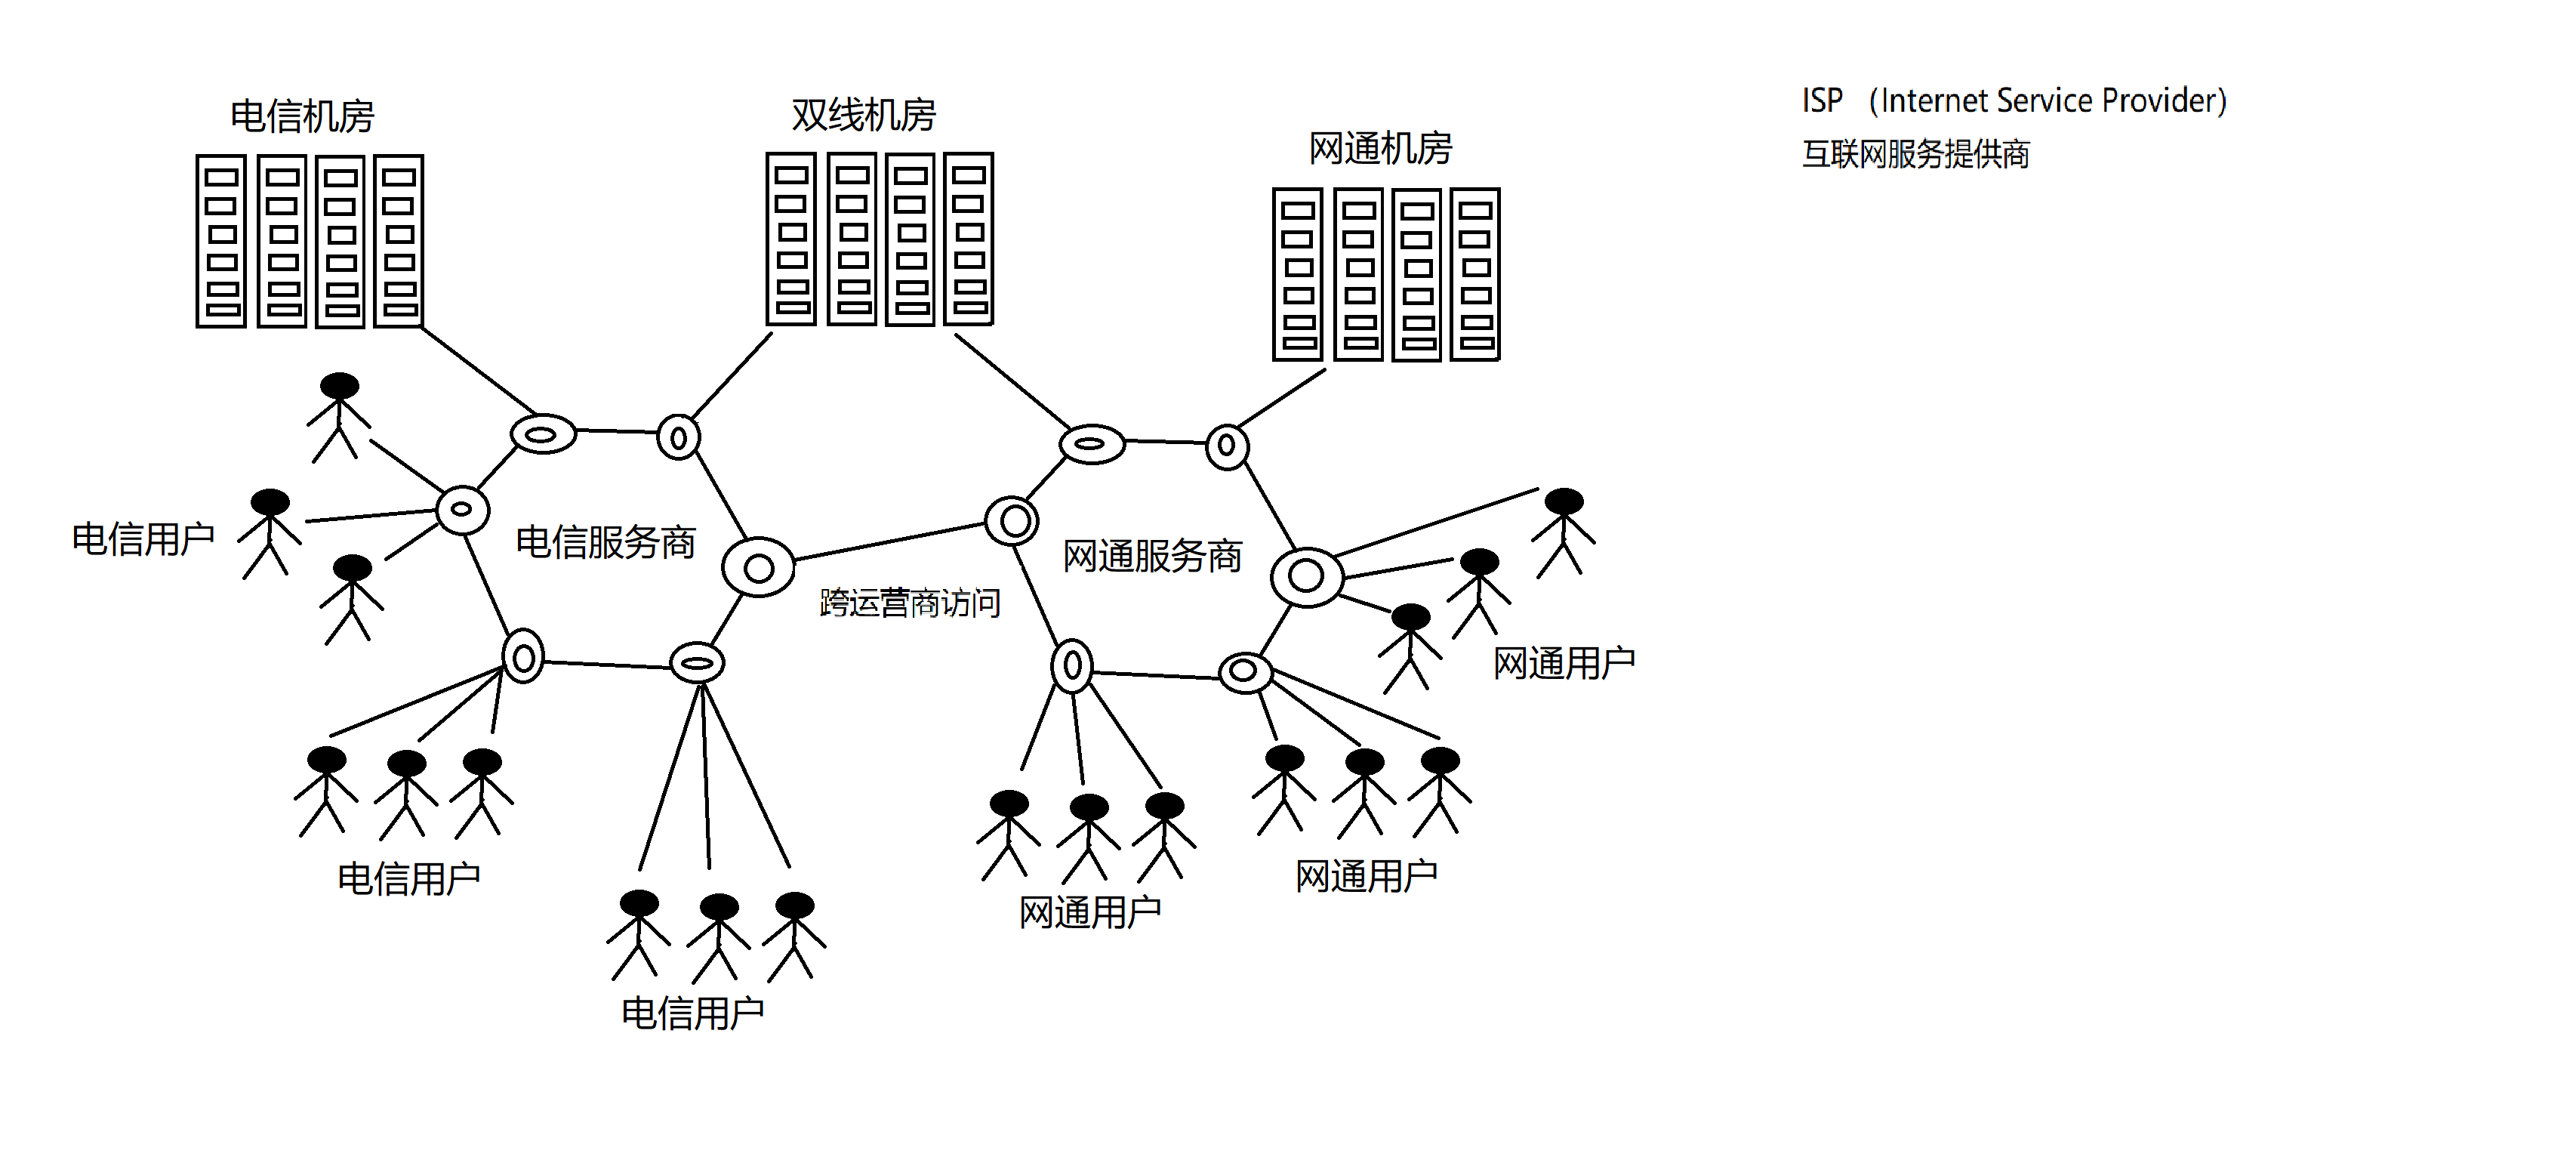 电信机房
双线机房
网通机房
ISP （Internet Service Provider）
互联网服务提供商
电信用户
电信服务商
跨运营商访问
网通服务商
网通用户
电信用户
网通用户
网通用户
电信用户